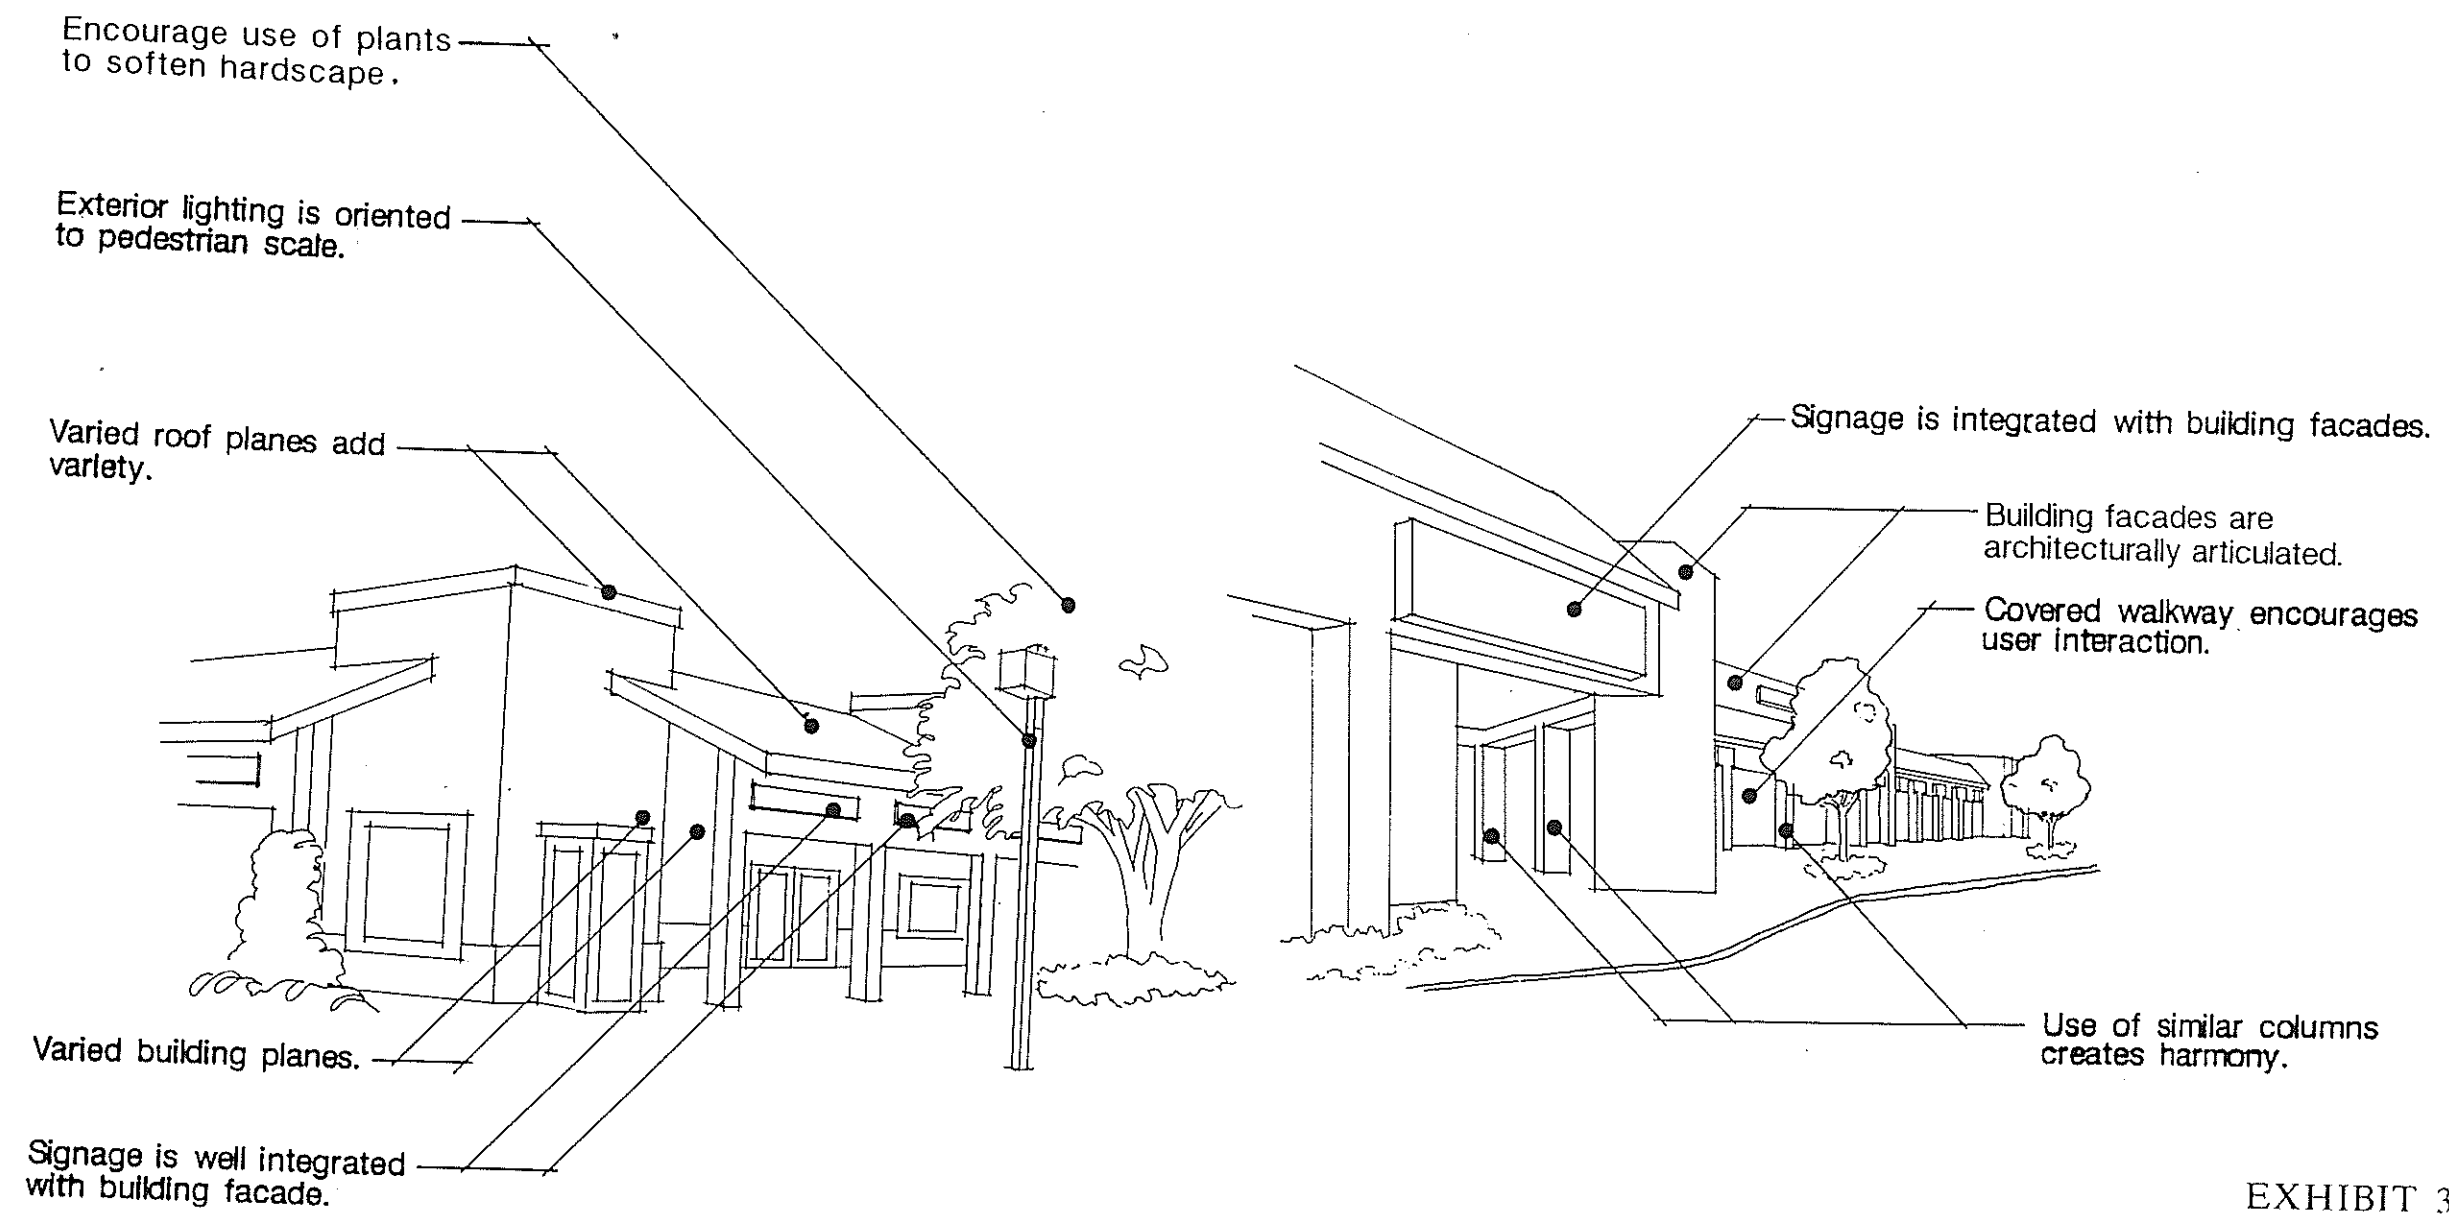 Encourage use of plants
to soften hardscape.
Exterior lighting is oriented
to pedestrian scale.
Varied roof planes add
variety.
Varied building planes.
Signage is well integrated
with building facade.
Signage is integrated with building facades.
Building facades are
architecturally articulated.
Covered walkway encourages
user interaction.
Use of similar columns
creates harmony.
EXHIBIT 3